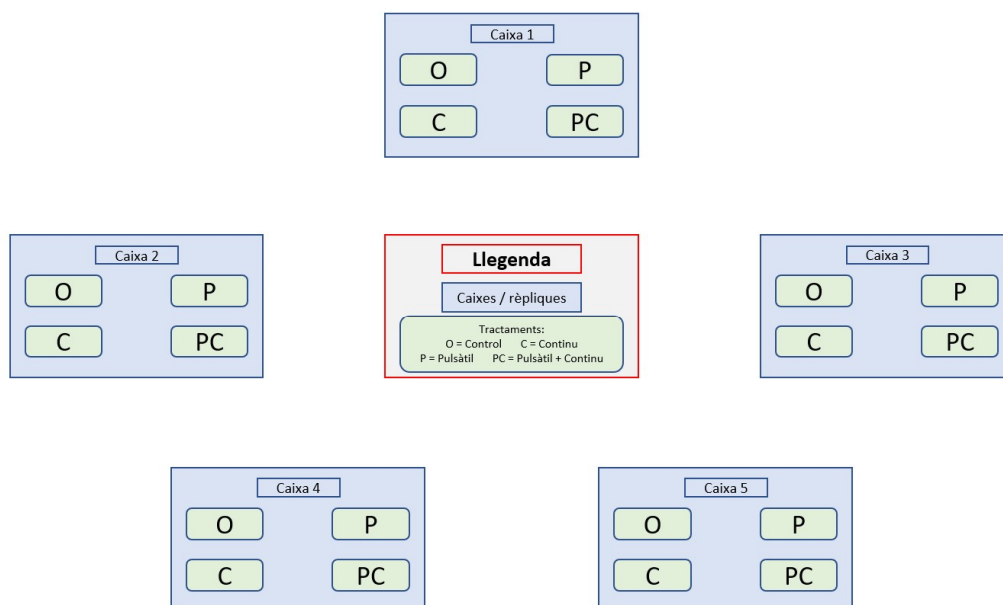 Caixa 1
O P
C PC
Caixa 2
O P
C PC
Llegenda
Caixes / rèpliques
Tractaments:
O = Control C = Continu
P = Pulsàtil PC = Pulsàtil + Continu
Caixa 3
O P
C PC
Caixa 4
O P
C PC
Caixa 5
O P
C PC